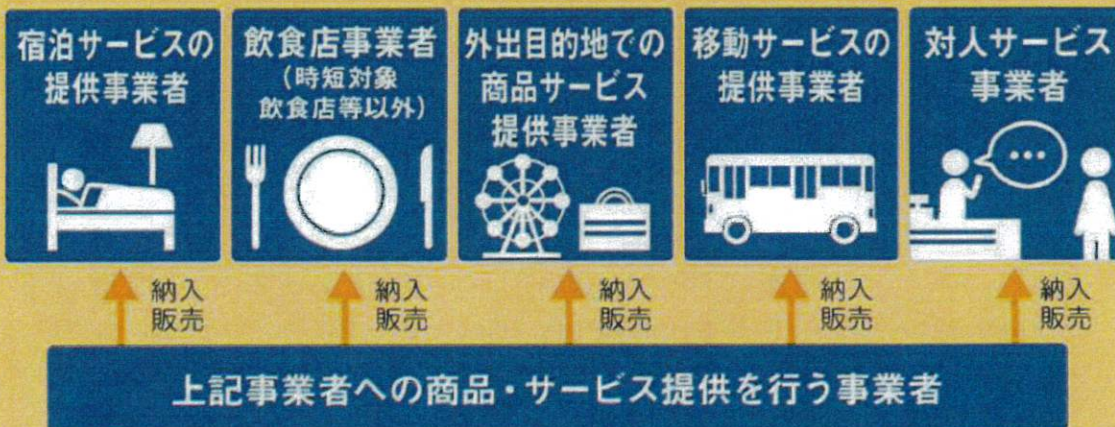 宿泊サービスの
提供事業者
飲食店事業者
(時短対象
飲食店等以外)
外出目的地での
商品サービス
提供事業者
移動サービスの
提供事業者
対人サービス
事業者
...
納入
販売
納入
販売
納入
販売
納入
販売
納入
販売
上記事業者への商品・サービス提供を行う事業者